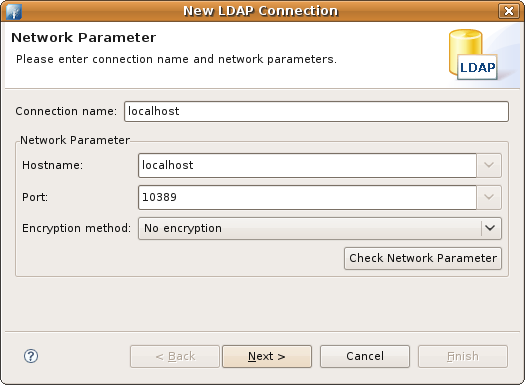 New LDAP Connection
Network Parameter
Please enter connection name and network parameters.
LDAP
Connection name: localhost
Network Parameter
Hostname: localhost
Port: 10389
Encryption method: No encryption
Check Network Parameter
? < Back Next > Cancel Finish